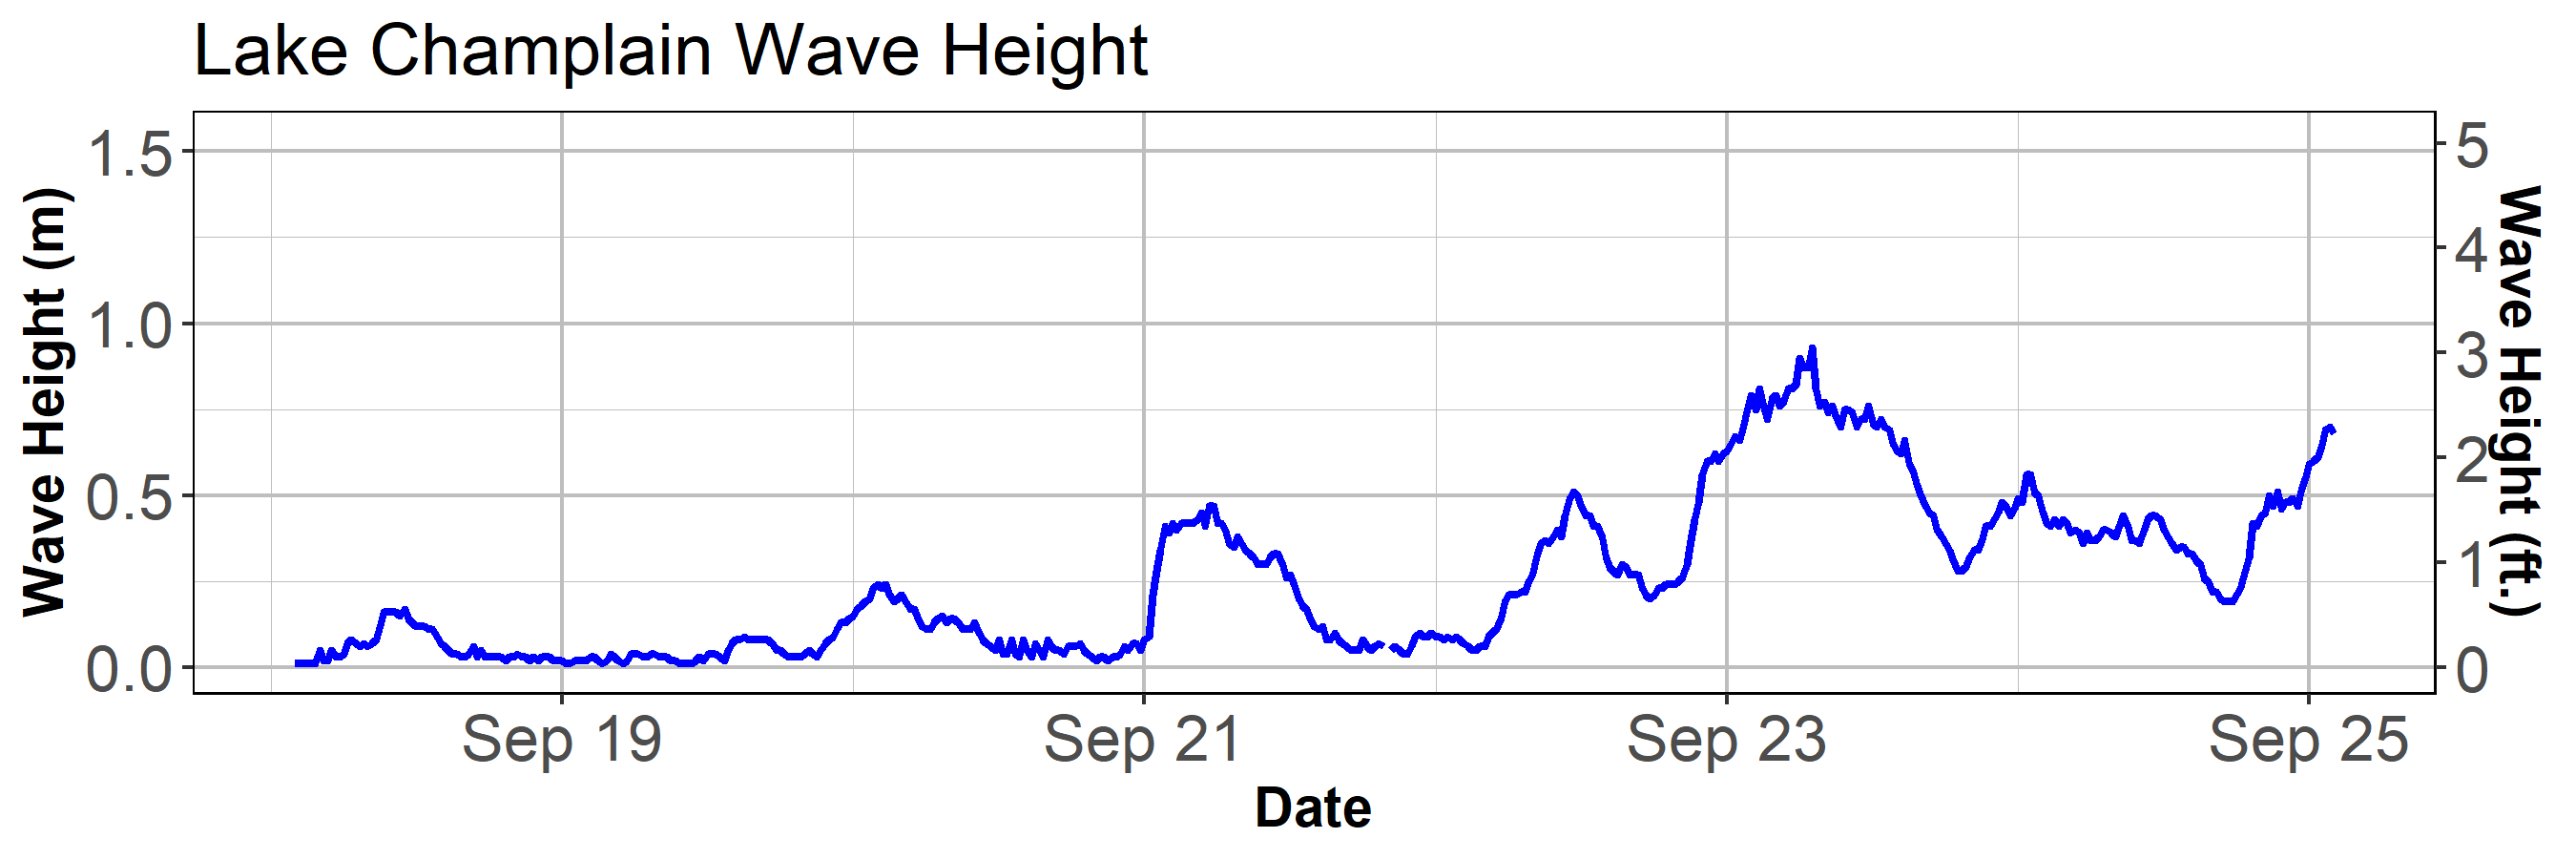 Lake Champlain Wave Height
Wave Height (m)
1.5
1.0
0.5
0.0
5
4
3
2
1
0
Wave Height (ft.)
Sep 19
Sep 21
Sep 23
Sep 25
Date